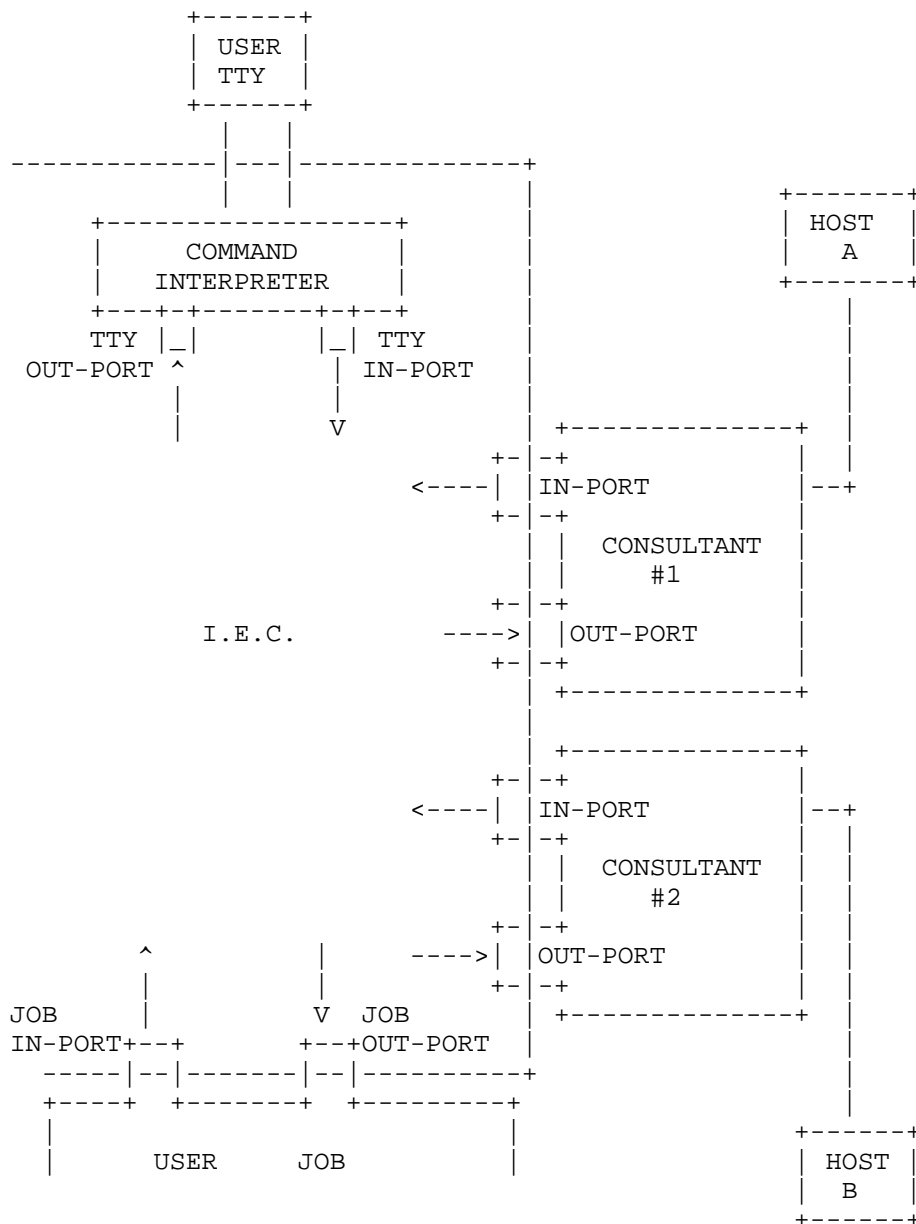 USER
TTY
HOST
A
COMMAND
INTERPRETER
TTY TTY
OUT-PORT IN-PORT
IN-PORT
CONSULTANT
#1
I.E.C. OUT-PORT
IN-PORT
CONSULTANT
#2
OUT-PORT
JOB JOB
IN-PORT OUT-PORT
USER JOB
HOST
B